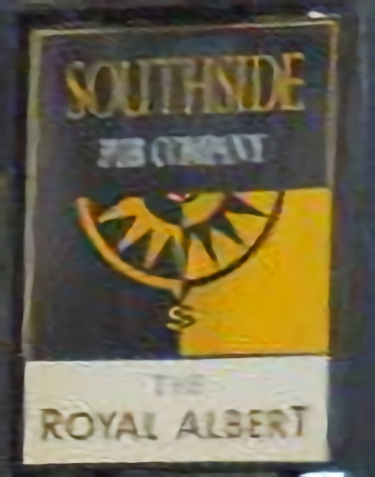 SOUTHSIDE
PUB COMPANY
S
THE
ROYAL ALBERT